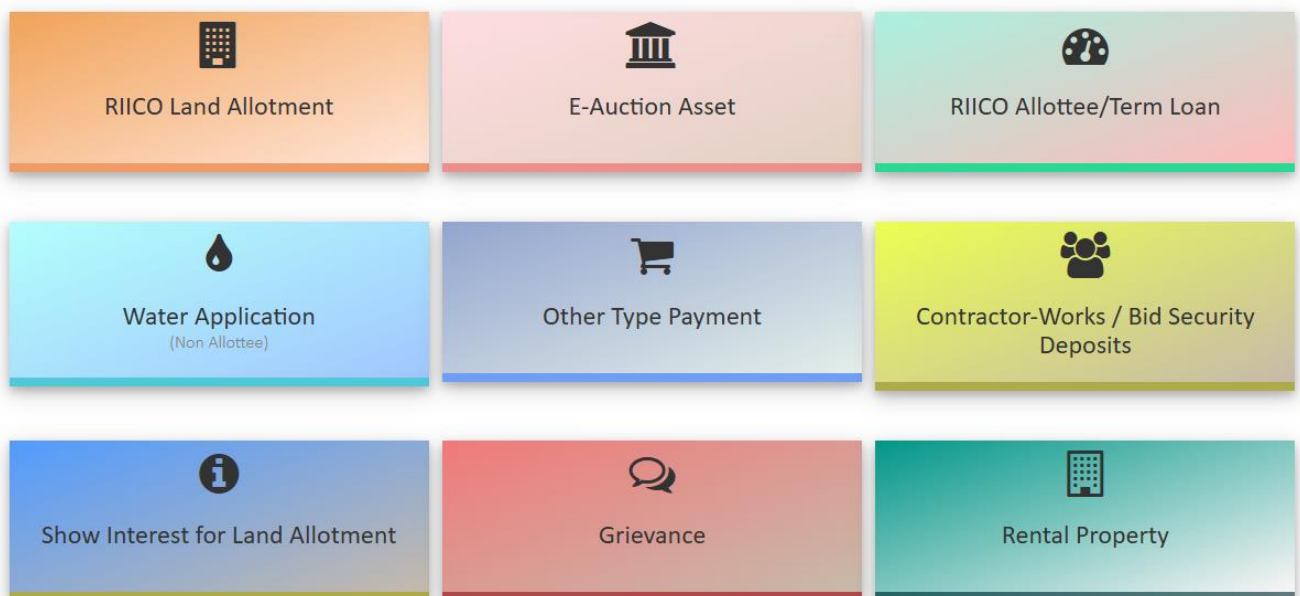 RIICO Land Allotment
E-Auction Asset
RIICO Allottee/Term Loan
Water Application
(Non Allottee)
Other Type Payment
Contractor-Works / Bid Security
Deposits
Show Interest for Land Allotment
Grievance
Rental Property